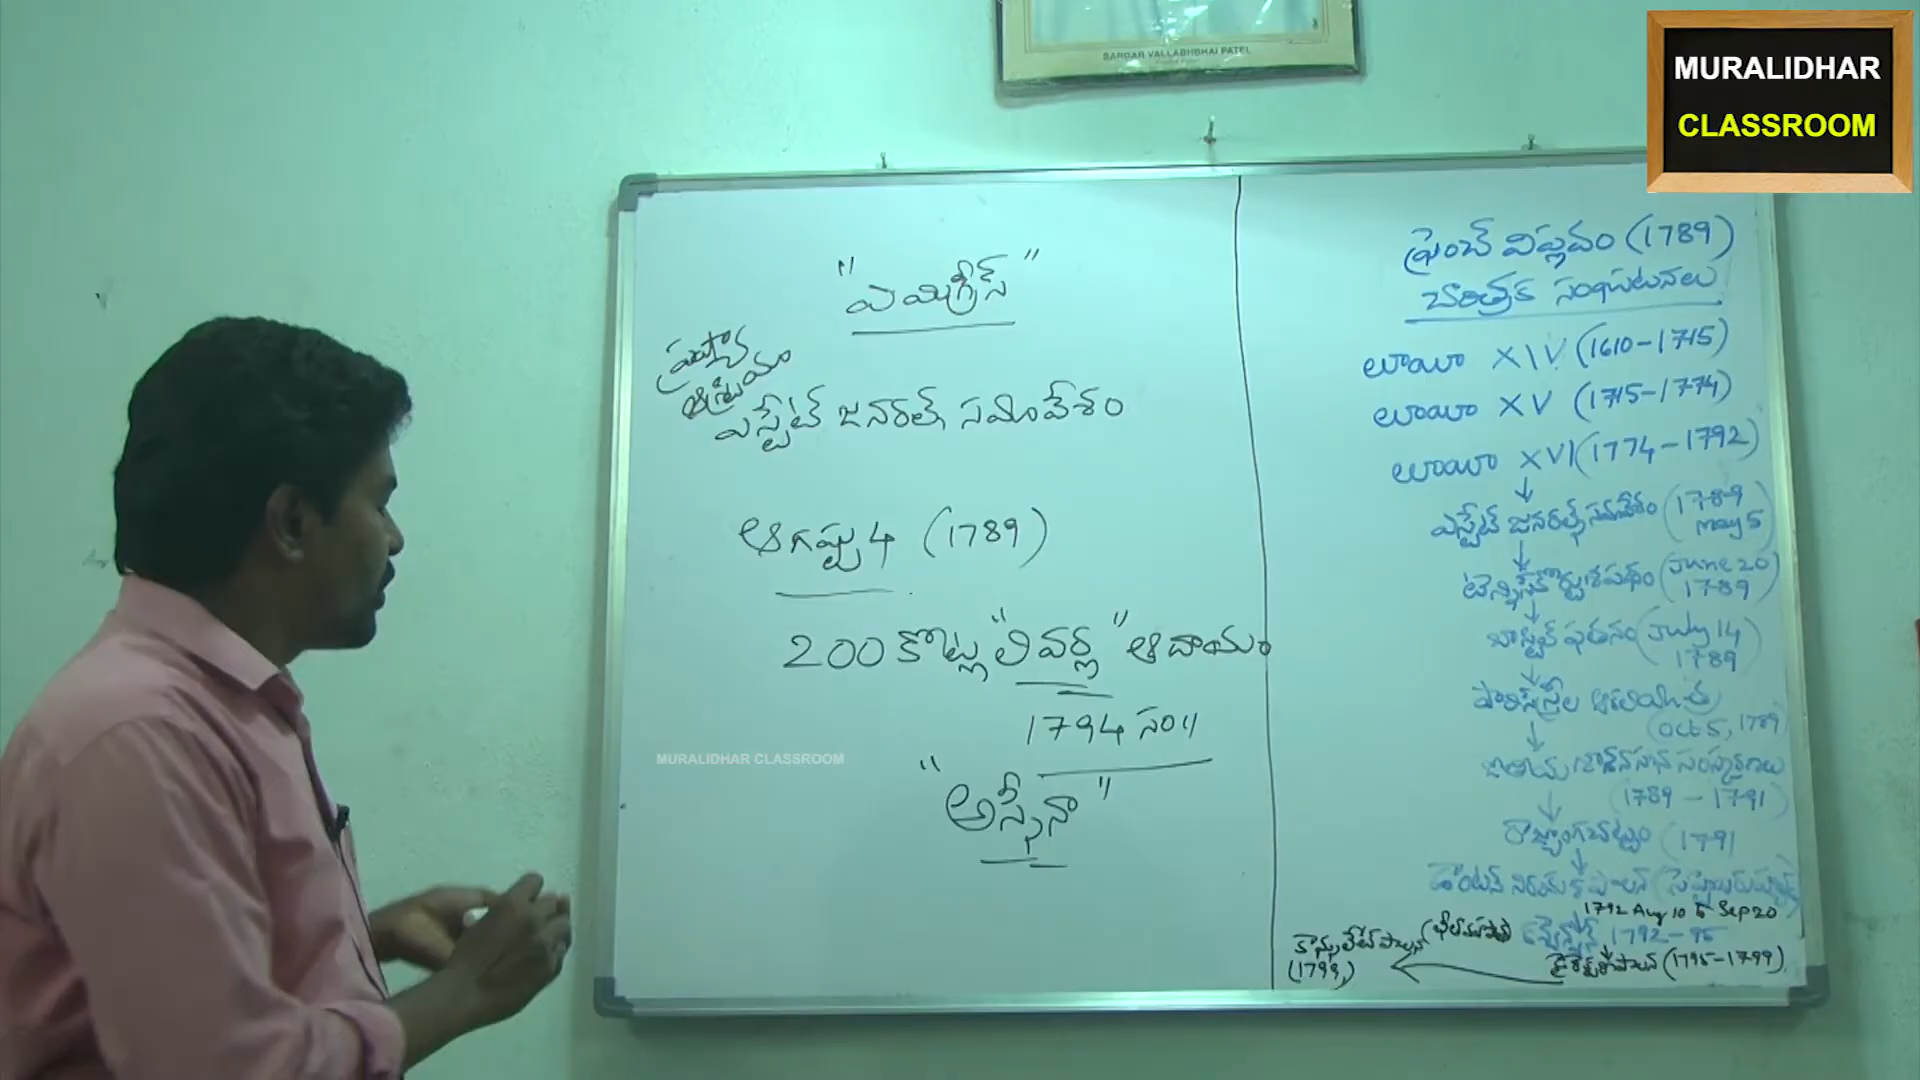 SARDAR VALLABHBHAI PATEL
MURALIDHAR
CLASSROOM
"ఎమిగ్రీస్"
ఎస్టేట్ జనరల్ సమావేశం
ఆగష్టు 4 (1789)
200 కోట్ల "లివర్ల" ఆదాయం
1794 సం॥
MURALIDHAR CLASSROOM
"అస్సైనా"
ఫ్రెంచ్ విప్లవం (1789)
చారిత్రక సంఘటనలు
లూయీ XIV (1610-1715)
లూయీ XV (1715-1774)
లూయీ XVI (1774-1792)
ఎస్టేట్ జనరల్స్ సమావేశం (1789 May 5)
టెన్నిస్ కోర్టు శపథం (June 20 1789)
బాస్టిల్ పతనం (July 14 1789)
(Oct 5, 1789)
(1789-1791)
(1791
1792 Aug 10 to Sep 20
1792-95
(1795-1799)
(1799)